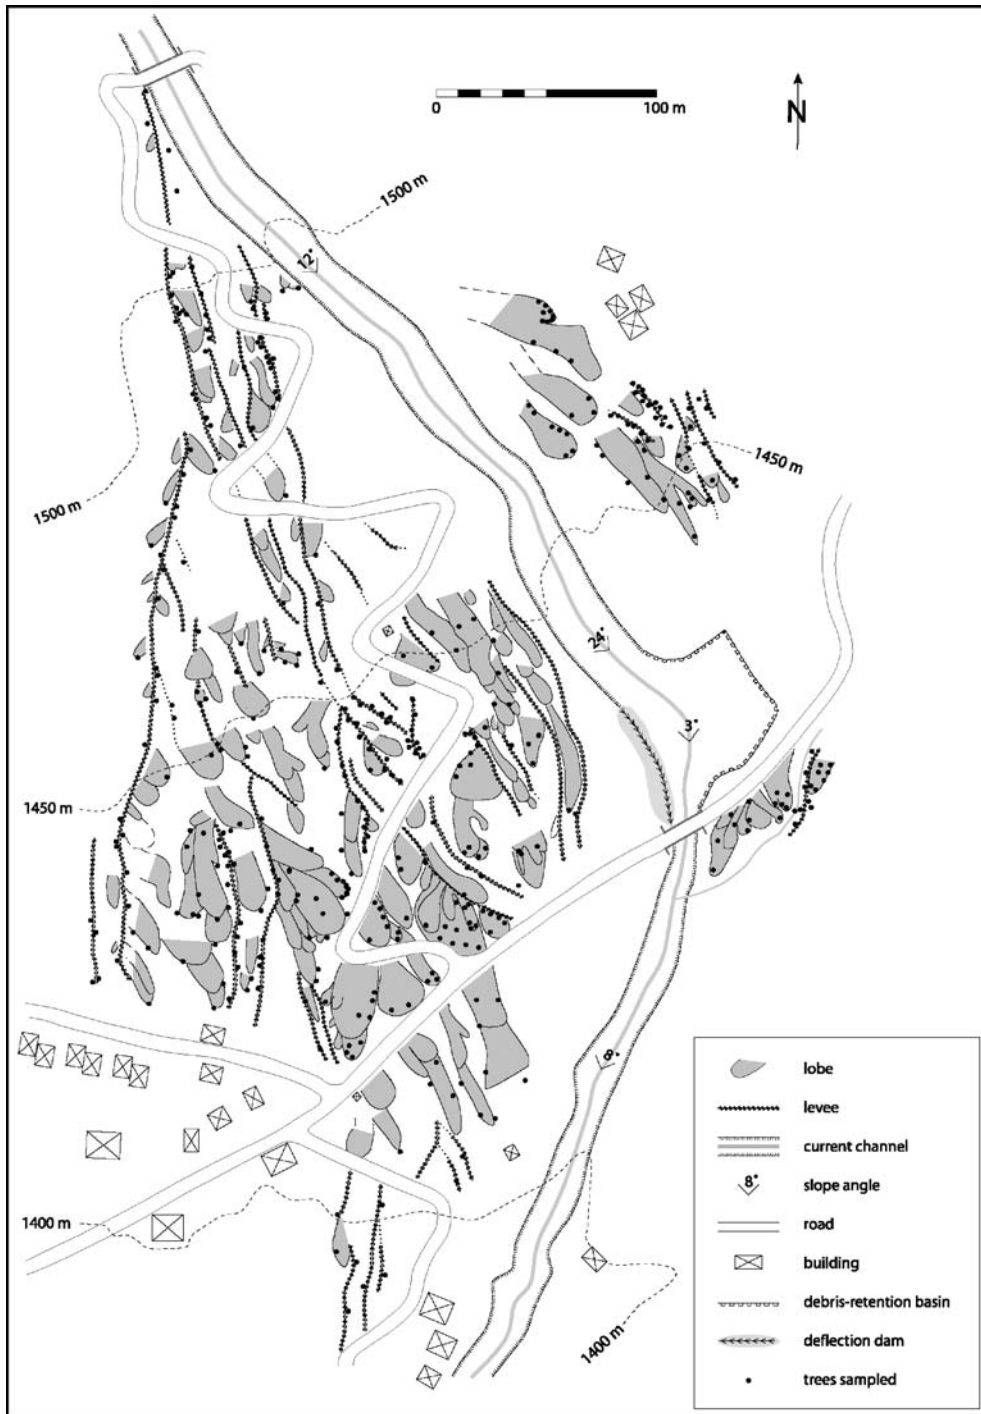 0
100 m
N
1500 m
12°
1450 m
1500 m
24°
3°
1450 m
8°
1400 m
1400 m
lobe
levee
current channel
8°
slope angle
road
building
debris-retention basin
deflection dam
trees sampled